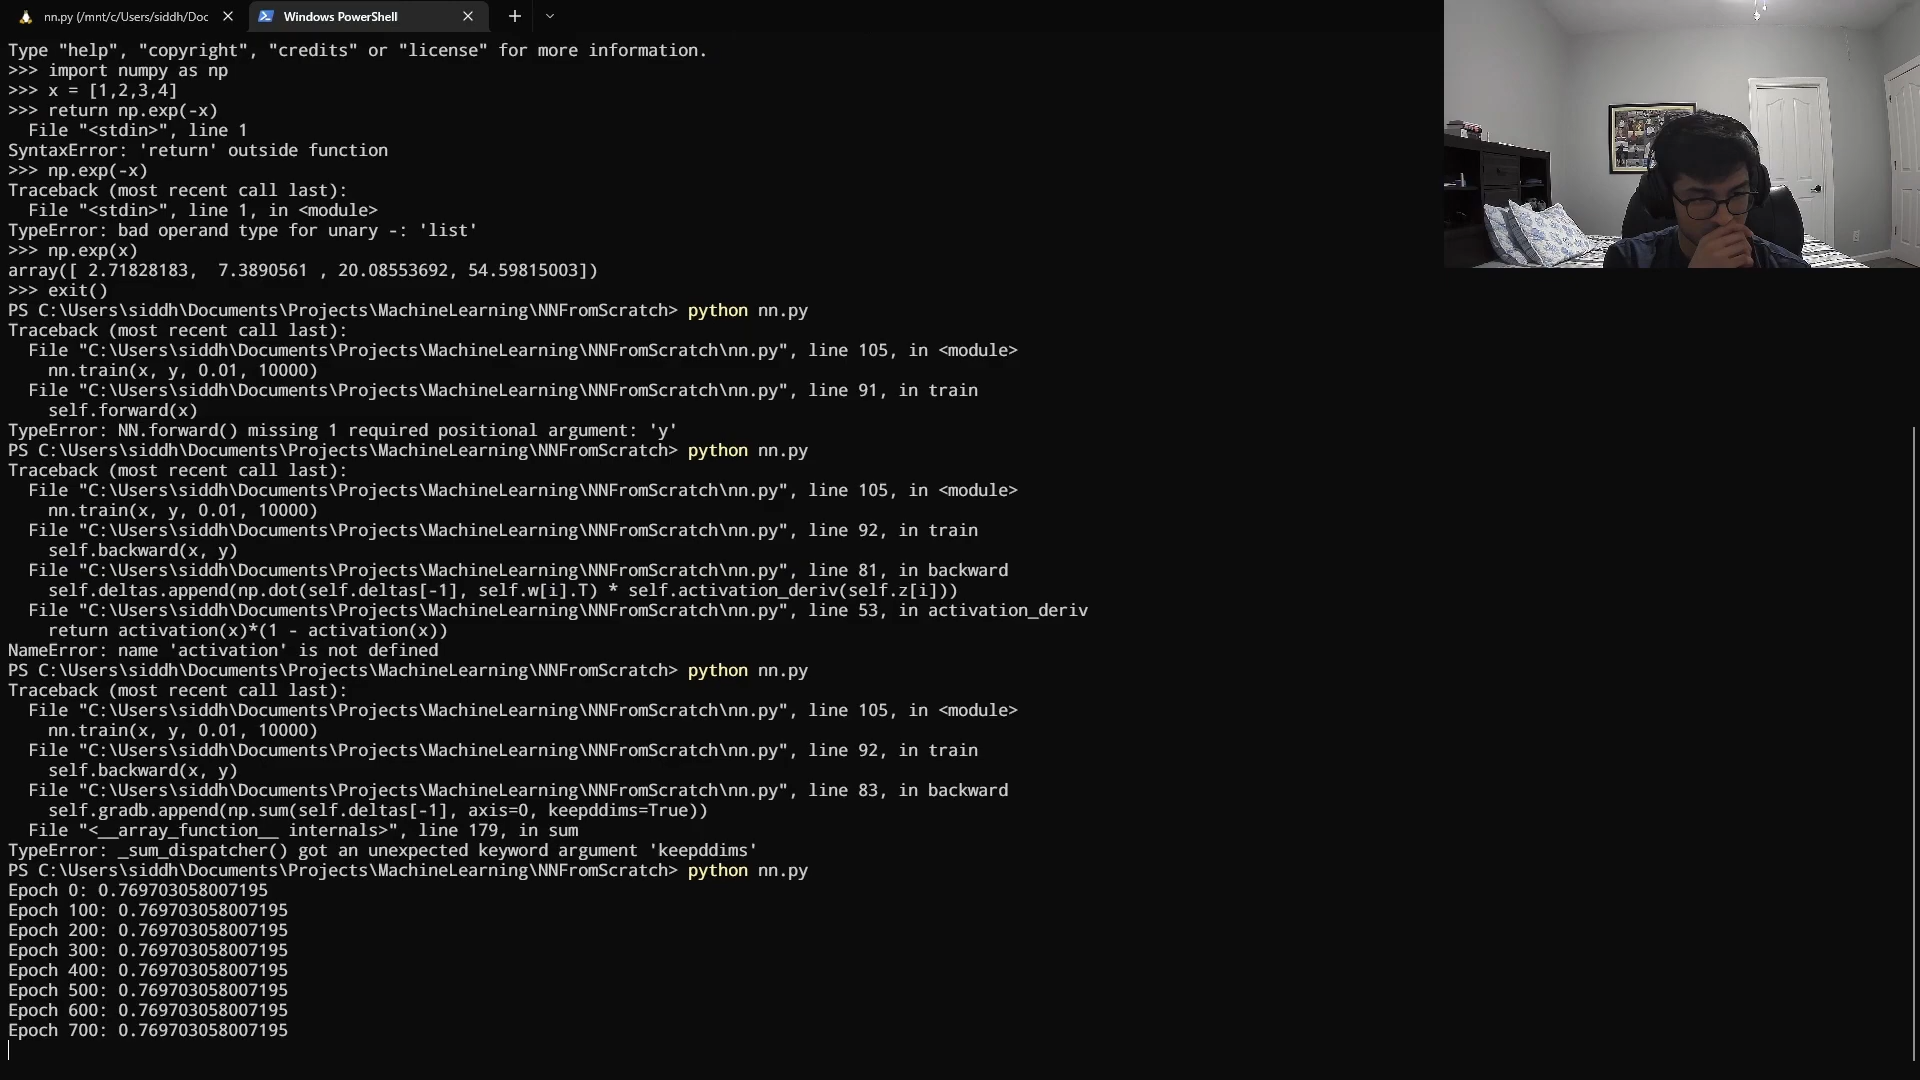 nn.py (/mnt/c/Users/siddh/Doc
Windows PowerShell
Type "help", "copyright", "credits" or "license" for more information.
>>> import numpy as np
>>> x = [1,2,3,4]
>>> return np.exp(-x)
  File "<stdin>", line 1
SyntaxError: 'return' outside function
>>> np.exp(-x)
Traceback (most recent call last):
  File "<stdin>", line 1, in <module>
TypeError: bad operand type for unary -: 'list'
>>> np.exp(x)
array([ 2.71828183,  7.3890561 , 20.08553692, 54.59815003])
>>> exit()
PS C:\Users\siddh\Documents\Projects\MachineLearning\NNFromScratch> python nn.py
Traceback (most recent call last):
  File "C:\Users\siddh\Documents\Projects\MachineLearning\NNFromScratch\nn.py", line 105, in <module>
    nn.train(x, y, 0.01, 10000)
  File "C:\Users\siddh\Documents\Projects\MachineLearning\NNFromScratch\nn.py", line 91, in train
    self.forward(x)
TypeError: NN.forward() missing 1 required positional argument: 'y'
PS C:\Users\siddh\Documents\Projects\MachineLearning\NNFromScratch> python nn.py
Traceback (most recent call last):
  File "C:\Users\siddh\Documents\Projects\MachineLearning\NNFromScratch\nn.py", line 105, in <module>
    nn.train(x, y, 0.01, 10000)
  File "C:\Users\siddh\Documents\Projects\MachineLearning\NNFromScratch\nn.py", line 92, in train
    self.backward(x, y)
  File "C:\Users\siddh\Documents\Projects\MachineLearning\NNFromScratch\nn.py", line 81, in backward
    self.deltas.append(np.dot(self.deltas[-1], self.w[i].T) * self.activation_deriv(self.z[i]))
  File "C:\Users\siddh\Documents\Projects\MachineLearning\NNFromScratch\nn.py", line 53, in activation_deriv
    return activation(x)*(1 - activation(x))
NameError: name 'activation' is not defined
PS C:\Users\siddh\Documents\Projects\MachineLearning\NNFromScratch> python nn.py
Traceback (most recent call last):
  File "C:\Users\siddh\Documents\Projects\MachineLearning\NNFromScratch\nn.py", line 105, in <module>
    nn.train(x, y, 0.01, 10000)
  File "C:\Users\siddh\Documents\Projects\MachineLearning\NNFromScratch\nn.py", line 92, in train
    self.backward(x, y)
  File "C:\Users\siddh\Documents\Projects\MachineLearning\NNFromScratch\nn.py", line 83, in backward
    self.gradb.append(np.sum(self.deltas[-1], axis=0, keepddims=True))
  File "<__array_function__ internals>", line 179, in sum
TypeError: _sum_dispatcher() got an unexpected keyword argument 'keepddims'
PS C:\Users\siddh\Documents\Projects\MachineLearning\NNFromScratch> python nn.py
Epoch 0: 0.769703058007195
Epoch 100: 0.769703058007195
Epoch 200: 0.769703058007195
Epoch 300: 0.769703058007195
Epoch 400: 0.769703058007195
Epoch 500: 0.769703058007195
Epoch 600: 0.769703058007195
Epoch 700: 0.769703058007195